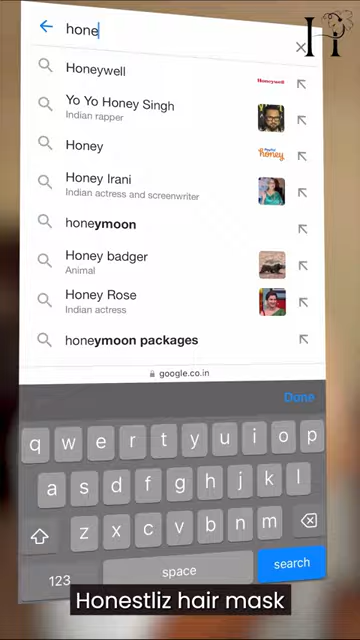 hone
H
Honeywell
Honeywell
Yo Yo Honey Singh
Indian rapper
Honey
PayPal
honey
Honey Irani
Indian actress and screenwriter
honeymoon
Honey badger
Animal
Honey Rose
Indian actress
honeymoon packages
google.co.in
Done
q w e r t y u i o p
a s d f g h j k l
z x c v b n m
123 space search
Honestliz hair mask